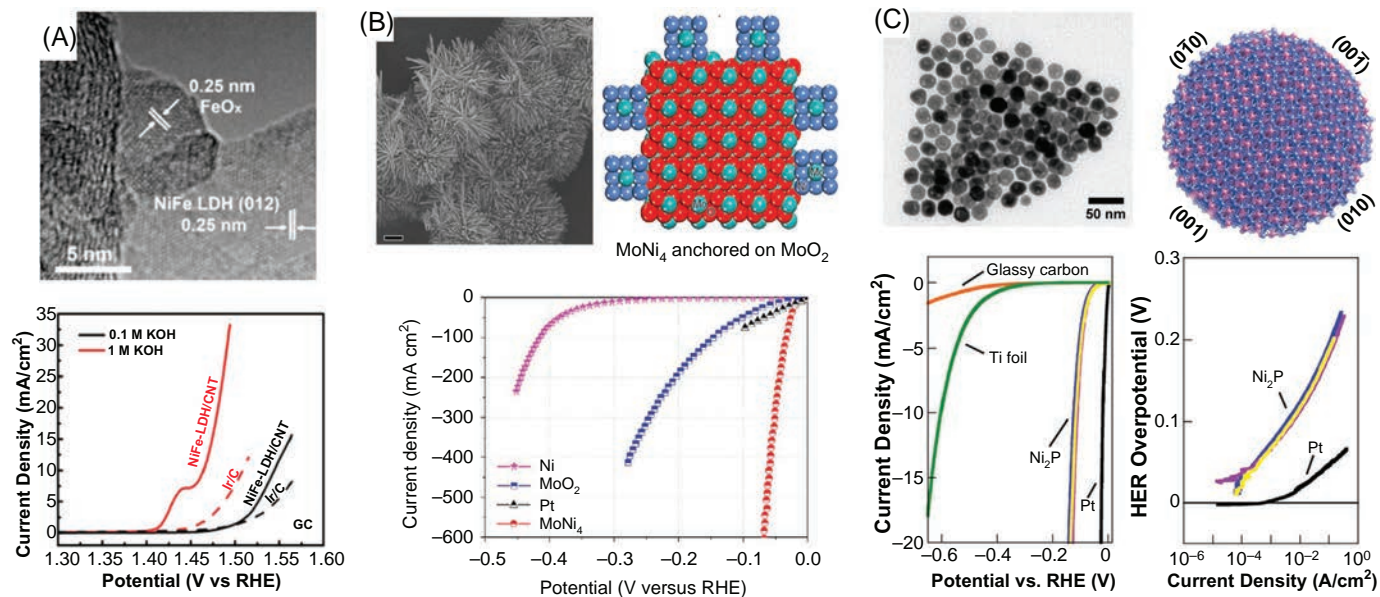 (A)
0.25 nm
FeOx
NiFe LDH (012)
0.25 nm
5 nm
Current Density (mA/cm²)
35
30
25
20
15
10
5
0
0.1 M KOH
1 M KOH
NiFe-LDH/CNT
Ir/C
NiFe-LDH/CNT
Ir/C
GC
1.30 1.35 1.40 1.45 1.50 1.55 1.60
Potential (V vs RHE)
(B)
MoNi₄ anchored on MoO₂
Current density (mA cm²)
0
−100
−200
−300
−400
−500
−600
Ni
MoO₂
Pt
MoNi₄
−0.5 −0.4 −0.3 −0.2 −0.1 0.0
Potential (V versus RHE)
(C)
50 nm
(01̄0)
(001̄)
(001)
(010)
Current Density (mA/cm²)
0
−5
−10
−15
−20
Glassy carbon
Ti foil
Ni₂P
Pt
−0.6 −0.4 −0.2 0
Potential vs. RHE (V)
HER Overpotential (V)
0.3
0.2
0.1
0
Ni₂P
Pt
10⁻⁶ 10⁻⁴ 10⁻² 10⁰
Current Density (A/cm²)